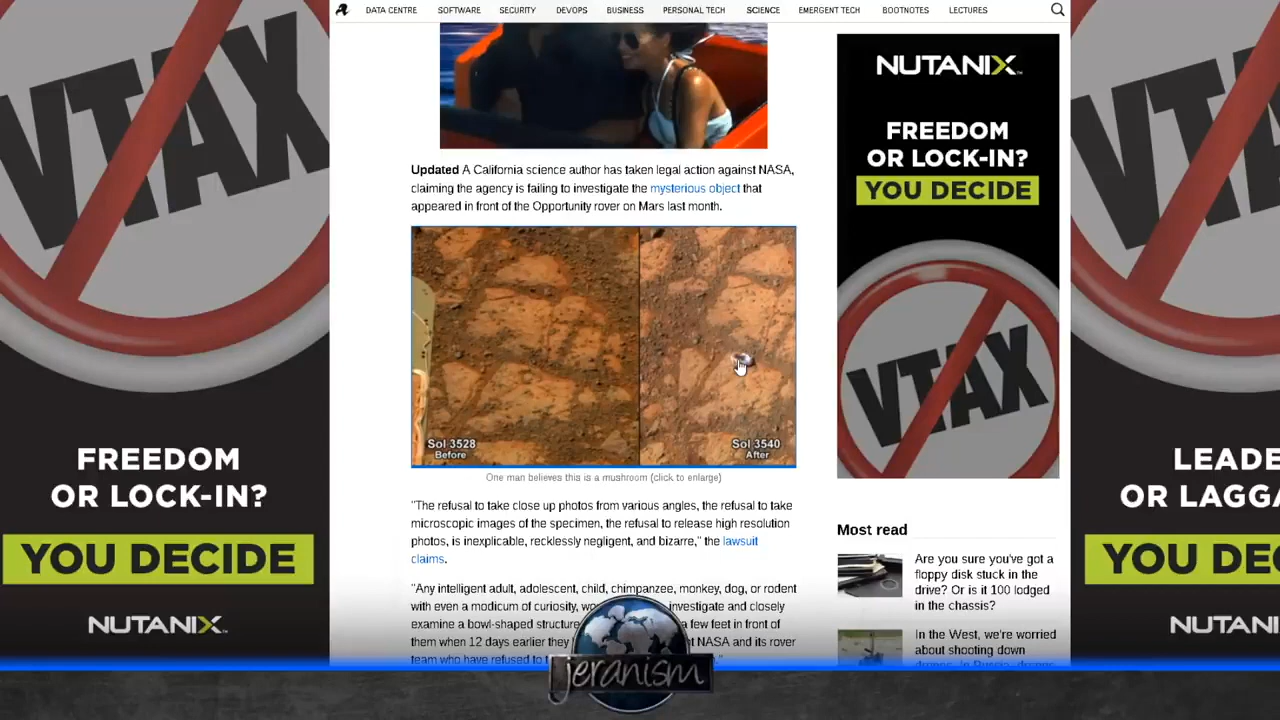 DATA CENTRE SOFTWARE SECURITY DEVOPS BUSINESS PERSONAL TECH SCIENCE EMERGENT TECH BOOTNOTES LECTURES
VTAX
FREEDOM
OR LOCK-IN?
YOU DECIDE
NUTANIX
Updated A California science author has taken legal action against NASA,
claiming the agency is failing to investigate the mysterious object that
appeared in front of the Opportunity rover on Mars last month.
Sol 3528
Before
Sol 3540
After
One man believes this is a mushroom (click to enlarge)
"The refusal to take close up photos from various angles, the refusal to take
microscopic images of the specimen, the refusal to release high resolution
photos, is inexplicable, recklessly negligent, and bizarre," the lawsuit
claims.
"Any intelligent adult, adolescent, child, chimpanzee, monkey, dog, or rodent
with even a modicum of curiosity, investigate and closely
examine a bowl-shaped structure a few feet in front of
them when 12 days earlier they NASA and its rover
team who have refused to
jeranism
NUTANIX
FREEDOM
OR LOCK-IN?
YOU DECIDE
VTAX
Most read
Are you sure you've got a
floppy disk stuck in the
drive? Or is it 100 lodged
in the chassis?
In the West, we're worried
about shooting down
drones. In Russia, drones
VTAX
LEADE
OR LAGGA
YOU DEC
NUTANI